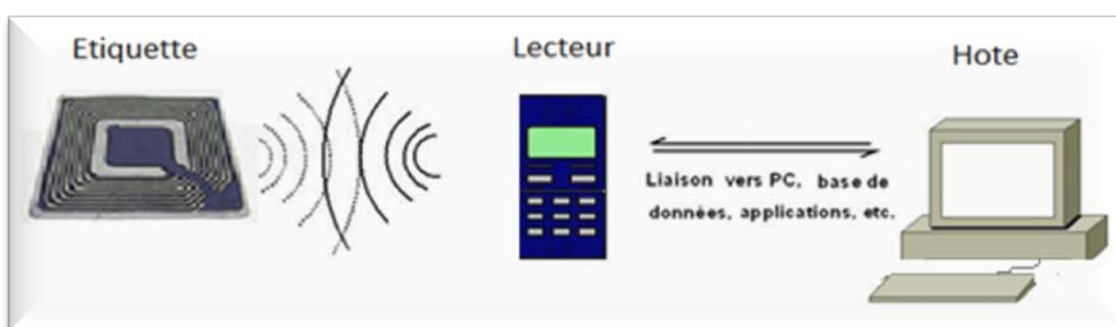 Etiquette
Lecteur
Hote
Liaison vers PC, base de
données, applications, etc.